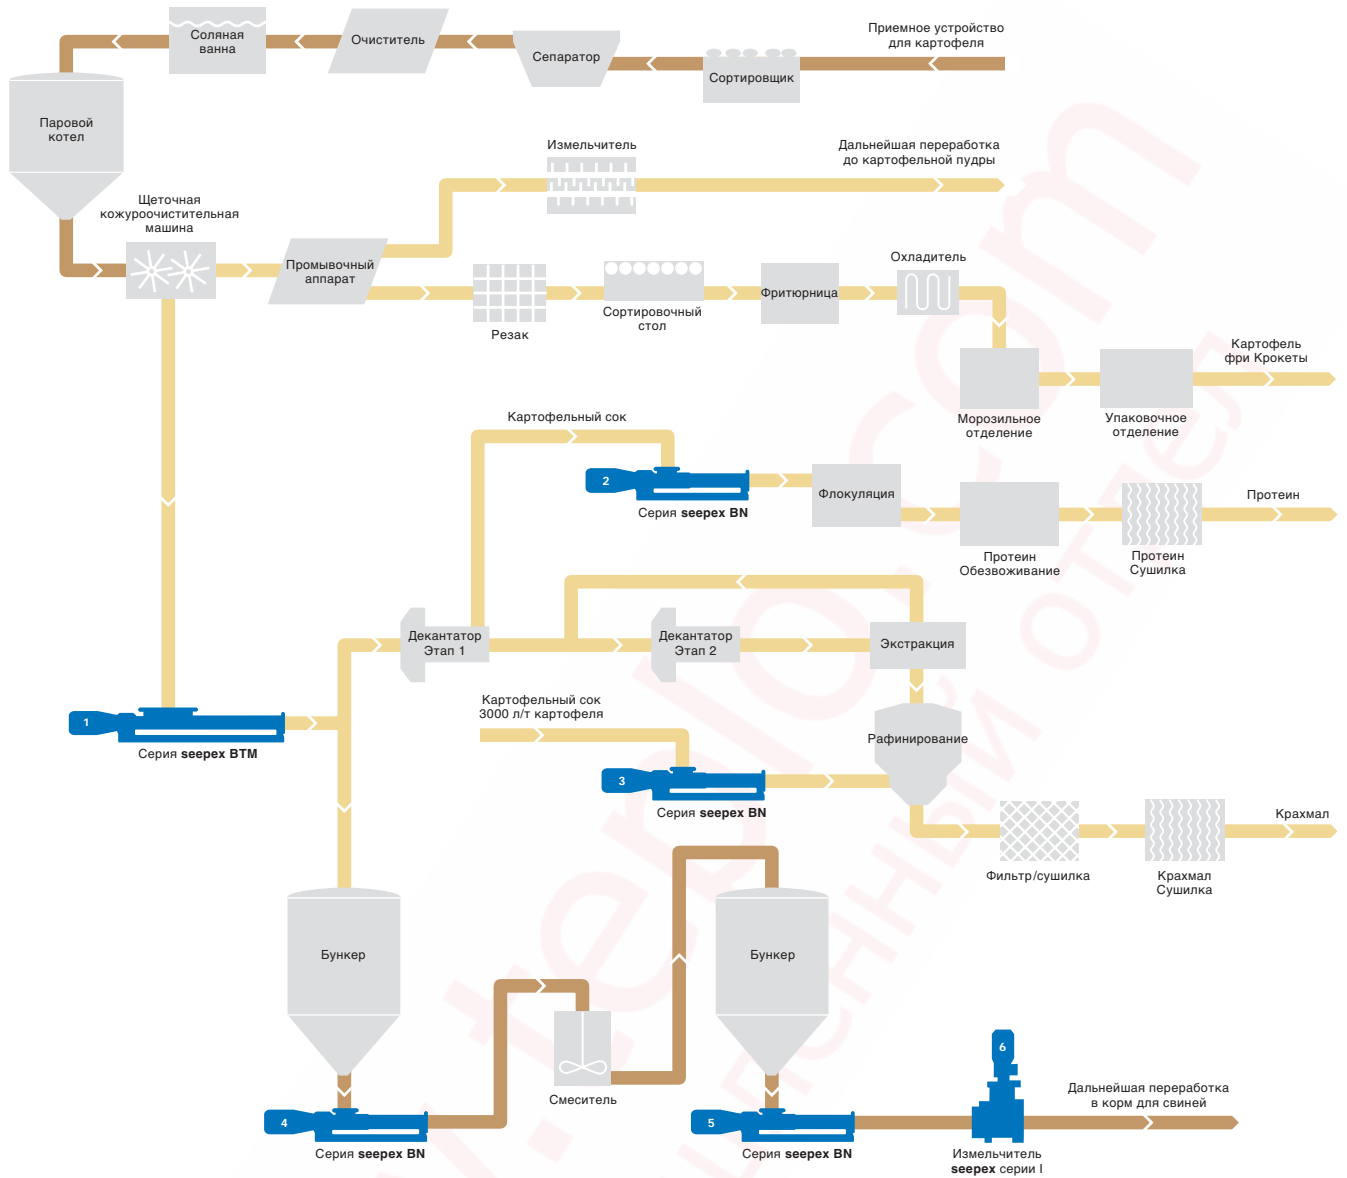 Соляная
ванна
Очиститель
Сепаратор
Сортировщик
Приемное устройство
для картофеля
Паровой
котел
Щеточная
кожуроочистительная
машина
Промывочный
аппарат
Измельчитель
Дальнейшая переработка
до картофельной пудры
Резак
Сортировочный
стол
Фритюрница
Охладитель
Морозильное
отделение
Упаковочное
отделение
Картофель
фри Крокеты
Картофельный сок
2
Серия seepex BN
Флокуляция
Протеин
Обезвоживание
Протеин
Сушилка
Протеин
Декантатор
Этап 1
Декантатор
Этап 2
Экстракция
1
Серия seepex BTM
Картофельный сок
3000 л/т картофеля
3
Серия seepex BN
Рафинирование
Фильтр/сушилка
Крахмал
Сушилка
Крахмал
Бункер
4
Серия seepex BN
Смеситель
Бункер
5
Серия seepex BN
6
Измельчитель
seepex серии I
Дальнейшая переработка
в корм для свиней